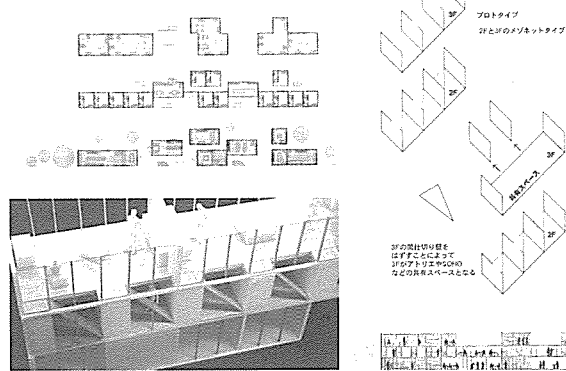 3F
プロトタイプ
2Fと3Fのメゾネットタイプ
2F
3F
共有スペース
2F
3Fの間仕切り壁を
はずすことによって
3FがアトリエやSOHO
などの共有スペースとなる